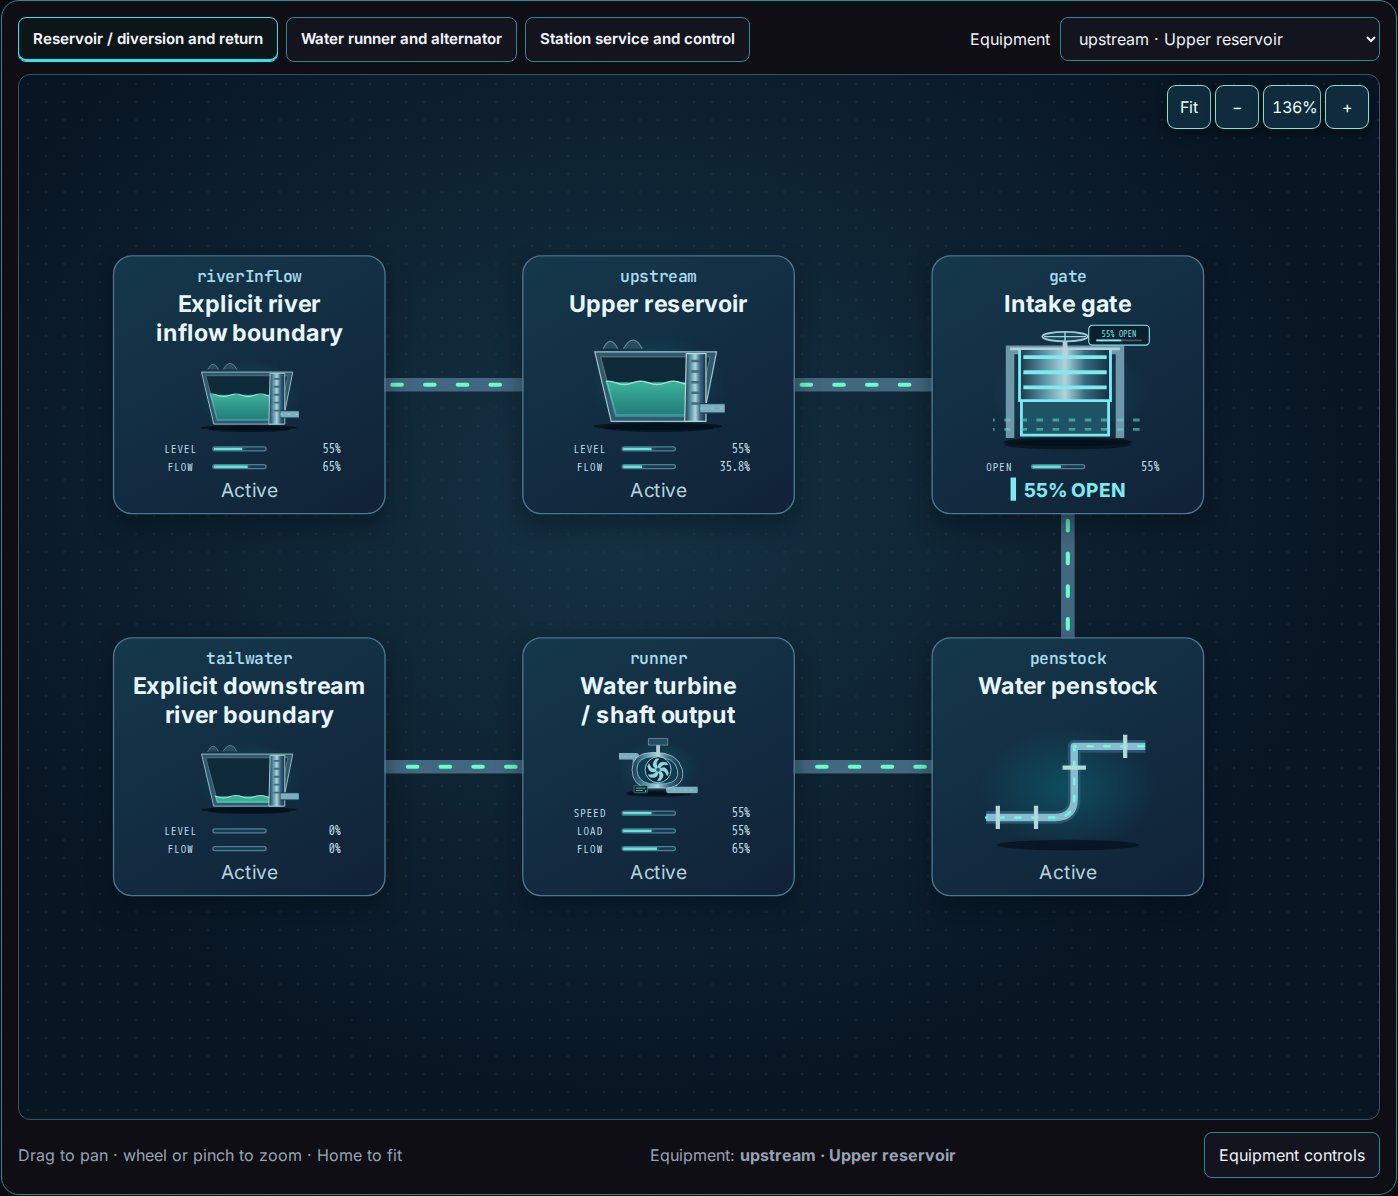 Reservoir / diversion and return
Water runner and alternator
Station service and control
Equipment
upstream · Upper reservoir
Fit
−
136%
+
riverInflow
Explicit river
inflow boundary
LEVEL 55%
FLOW 65%
Active
upstream
Upper reservoir
LEVEL 55%
FLOW 35.8%
Active
gate
Intake gate
55% OPEN
OPEN 55%
55% OPEN
tailwater
Explicit downstream
river boundary
LEVEL 0%
FLOW 0%
Active
runner
Water turbine
/ shaft output
SPEED 55%
LOAD 55%
FLOW 65%
Active
penstock
Water penstock
Active
Drag to pan · wheel or pinch to zoom · Home to fit
Equipment: upstream · Upper reservoir
Equipment controls